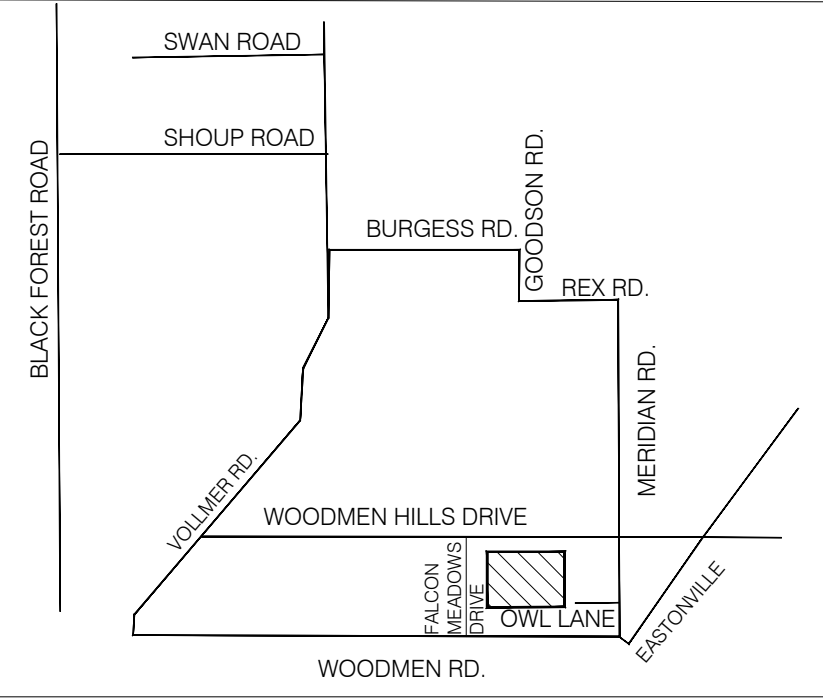 SWAN ROAD
SHOUP ROAD
BLACK FOREST ROAD
BURGESS RD.
GOODSON RD.
REX RD.
MERIDIAN RD.
VOLLMER RD.
WOODMEN HILLS DRIVE
FALCON
MEADOWS
DRIVE
OWL LANE
EASTONVILLE
WOODMEN RD.